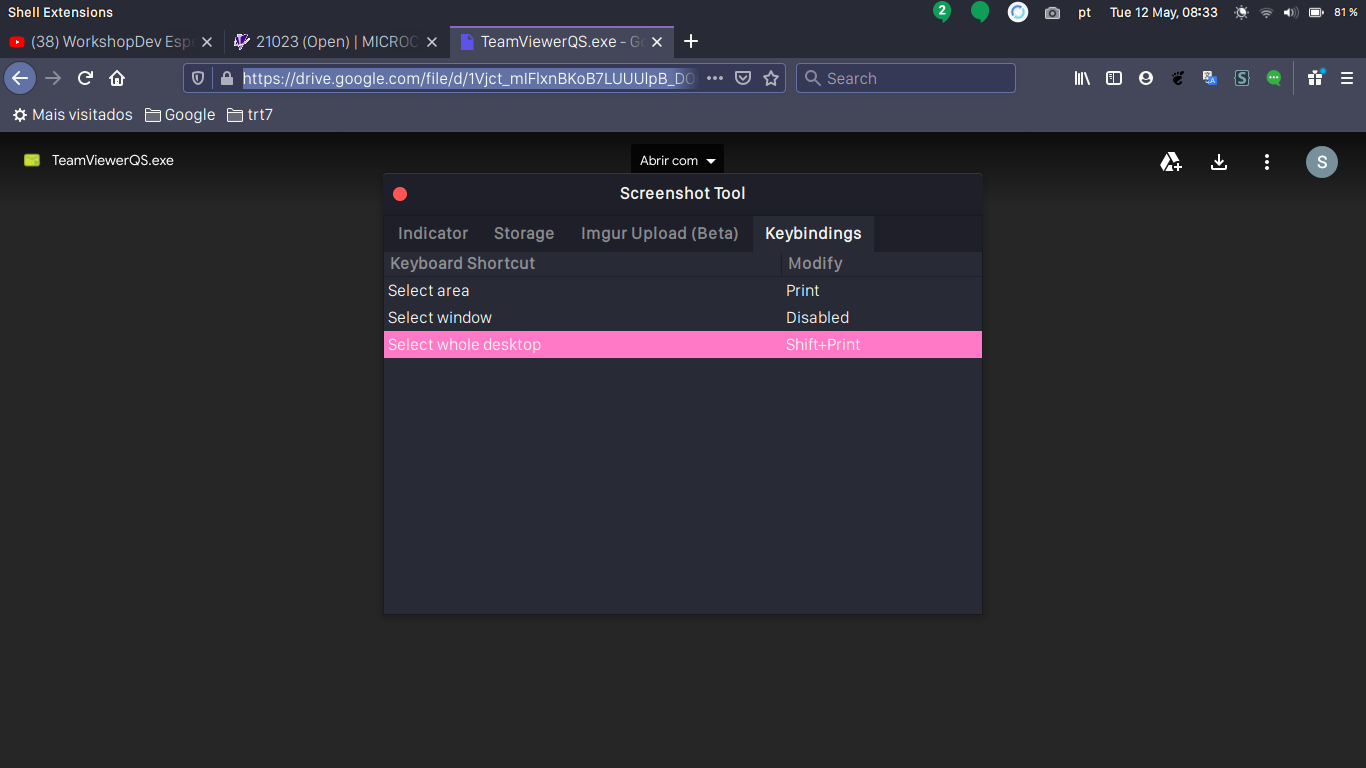 Shell Extensions
2
pt
Tue 12 May, 08:33
81 %
(38) WorkshopDev Esp
21023 (Open) | MICROC
TeamViewerQS.exe - Go
https://drive.google.com/file/d/
Search
Mais visitados
Google
trt7
TeamViewerQS.exe
Abrir com
S
Screenshot Tool
Indicator
Storage
Imgur Upload (Beta)
Keybindings
Keyboard Shortcut
Modify
Select area
Print
Select window
Disabled
Select whole desktop
Shift+Print